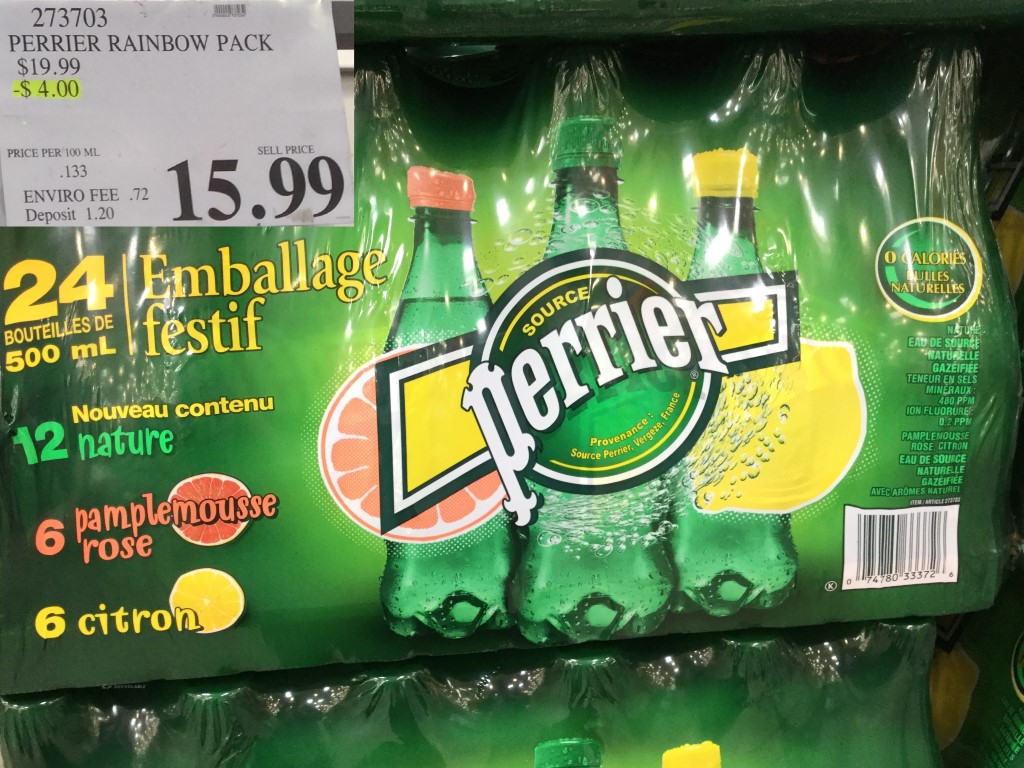 273703
PERRIER RAINBOW PACK
$19.99
-$ 4.00
PRICE PER 100 ML
.133
SELL PRICE
15.99
ENVIRO FEE .72
Deposit 1.20
24
BOUTEILLES DE
500 mL
Emballage
festif
Nouveau contenu
12 nature
6 pamplemousse
rose
6 citron
SOURCE
Perrier
®
Provenance :
Source Perrier, Vergèze, France
0 CALORIES
BULLES
NATURELLES
NATURE:
EAU DE SOURCE
NATURELLE
GAZÉIFIÉE
TENEUR EN SELS
MINÉRAUX:
480 PPM
ION FLUORURE:
0.2 PPM
PAMPLEMOUSSE
ROSE, CITRON
EAU DE SOURCE
NATURELLE
GAZÉIFIÉE
AVEC ARÔMES NATUREL
ITEM / ARTICLE 273703
K
0 74780 33372 6